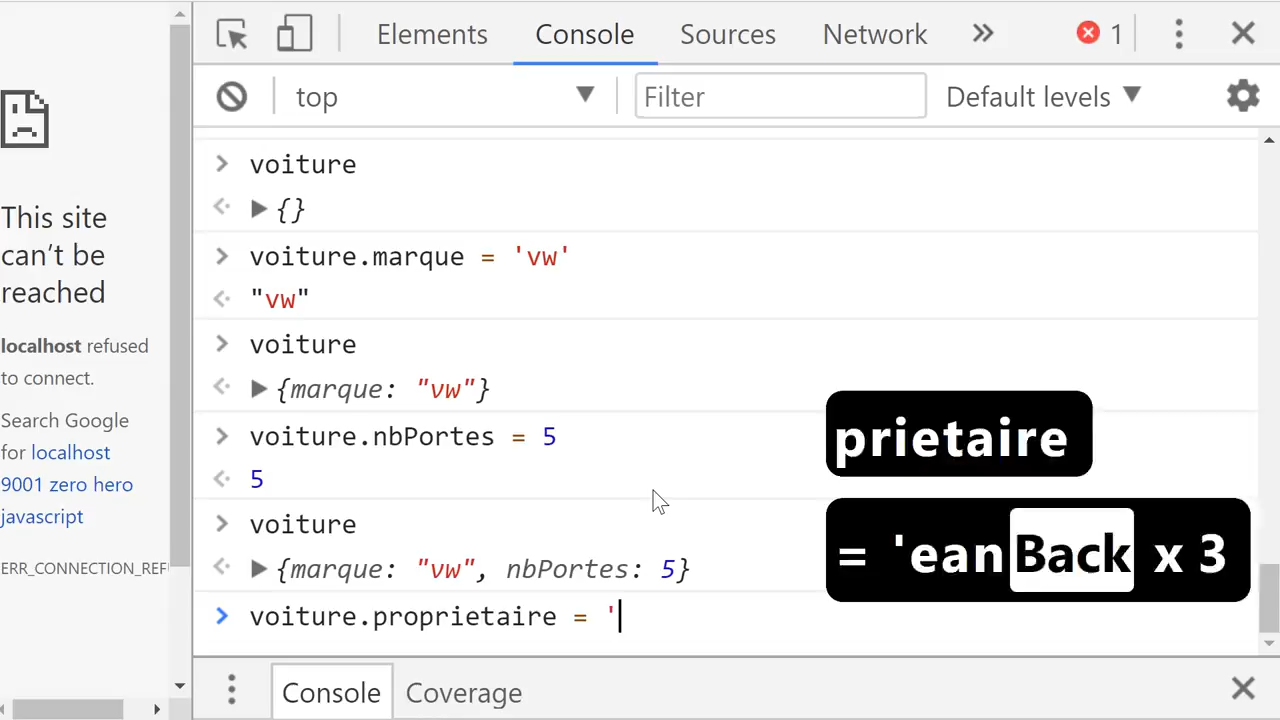 Elements Console Sources Network 1
top Filter Default levels
This site
can’t be
reached
localhost refused
to connect.
Search Google
for localhost
9001 zero hero
javascript
ERR_CONNECTION_REF
> voiture
{}
> voiture.marque = 'vw'
"vw"
> voiture
{marque: "vw"}
> voiture.nbPortes = 5
5
> voiture
{marque: "vw", nbPortes: 5}
> voiture.proprietaire = '
prietaire
= 'eanBack x 3
Console Coverage